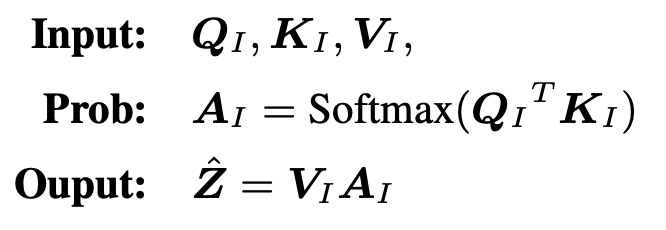 Input: Q_I, K_I, V_I,
Prob: A_I = Softmax(Q_I^T K_I)
Ouput: Ẑ = V_I A_I